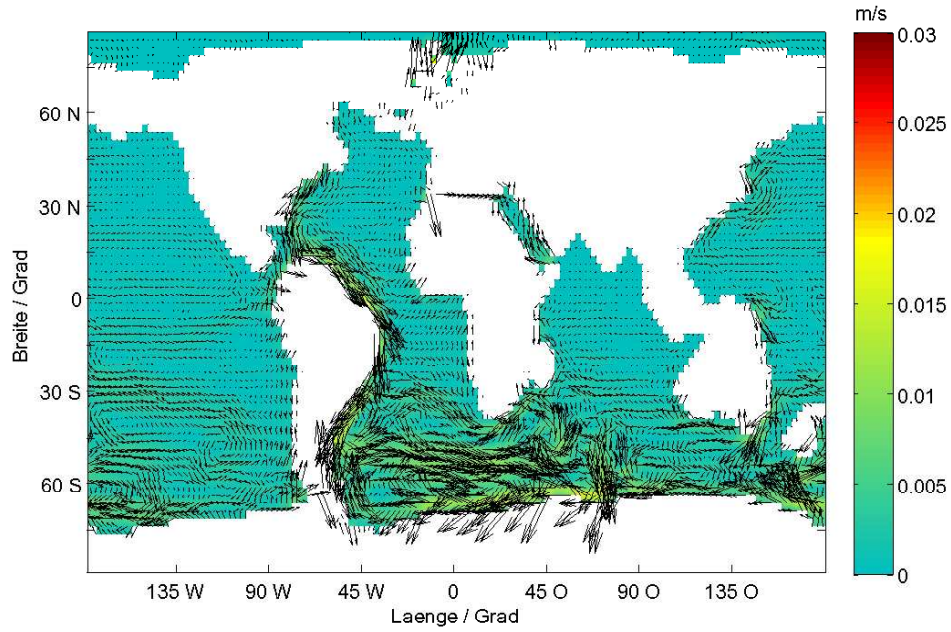 m/s
0.03
60 N
0.025
30 N
0.02
0
0.015
Breite / Grad
30 S
0.01
60 S
0.005
0
135 W 90 W 45 W 0 45 O 90 O 135 O
Laenge / Grad